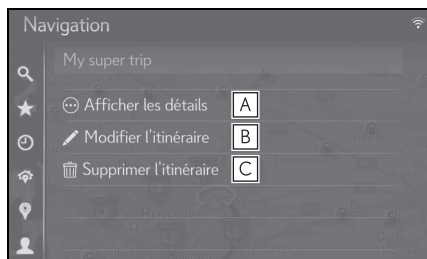 Navigation
My super trip
Afficher les détails A
Modifier l'itinéraire B
Supprimer l'itinéraire C